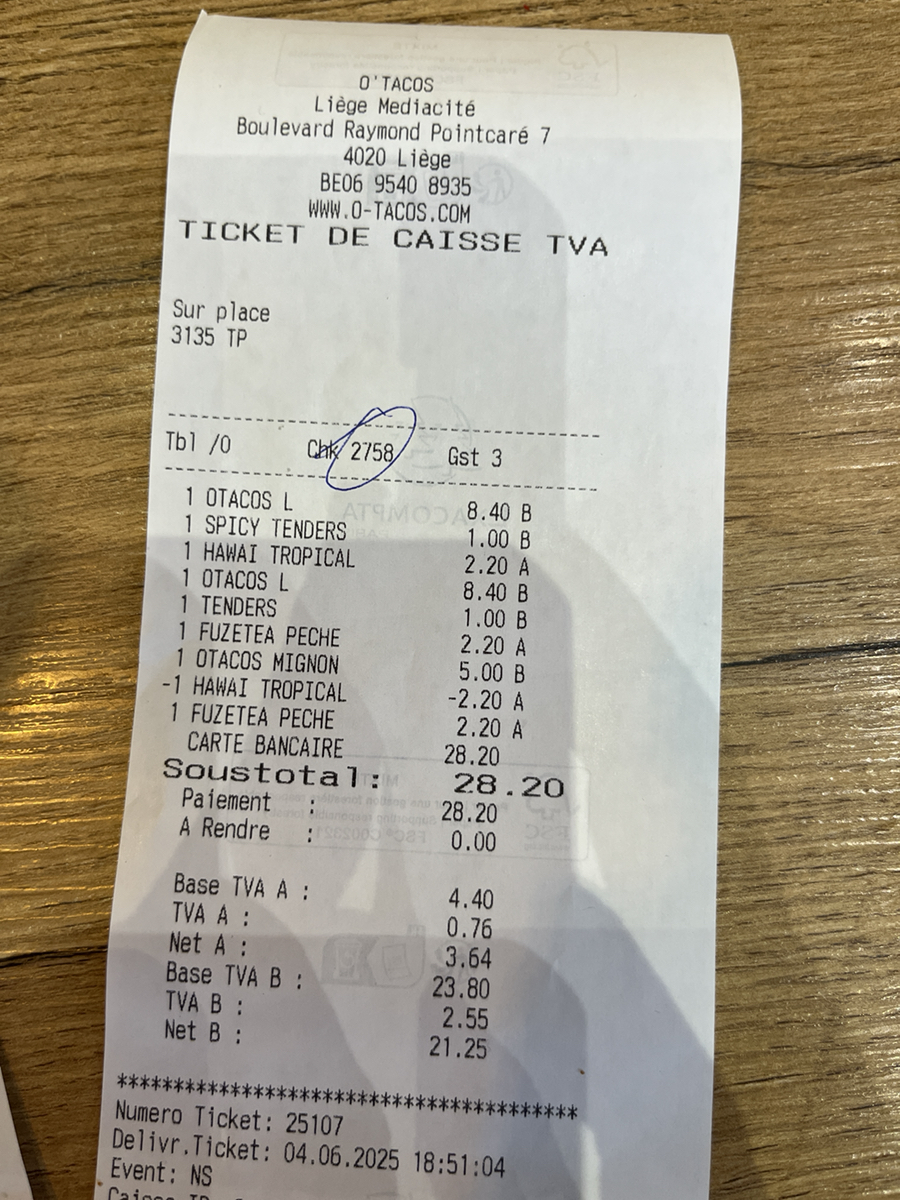 O'TACOS
Liège Mediacité
Boulevard Raymond Pointcaré 7
4020 Liège
BE06 9540 8935
WWW.O-TACOS.COM
TICKET DE CAISSE TVA
Sur place
3135 TP
Tbl /0 Chk 2758 Gst 3
1 OTACOS L 8.40 B
1 SPICY TENDERS 1.00 B
1 HAWAI TROPICAL 2.20 A
1 OTACOS L 8.40 B
1 TENDERS 1.00 B
1 FUZETEA PECHE 2.20 A
1 OTACOS MIGNON 5.00 B
-1 HAWAI TROPICAL -2.20 A
1 FUZETEA PECHE 2.20 A
CARTE BANCAIRE 28.20
Soustotal: 28.20
Paiement : 28.20
A Rendre : 0.00
Base TVA A : 4.40
TVA A : 0.76
Net A : 3.64
Base TVA B : 23.80
TVA B : 2.55
Net B : 21.25
*****************************************
Numero Ticket: 25107
Delivr.Ticket: 04.06.2025 18:51:04
Event: NS